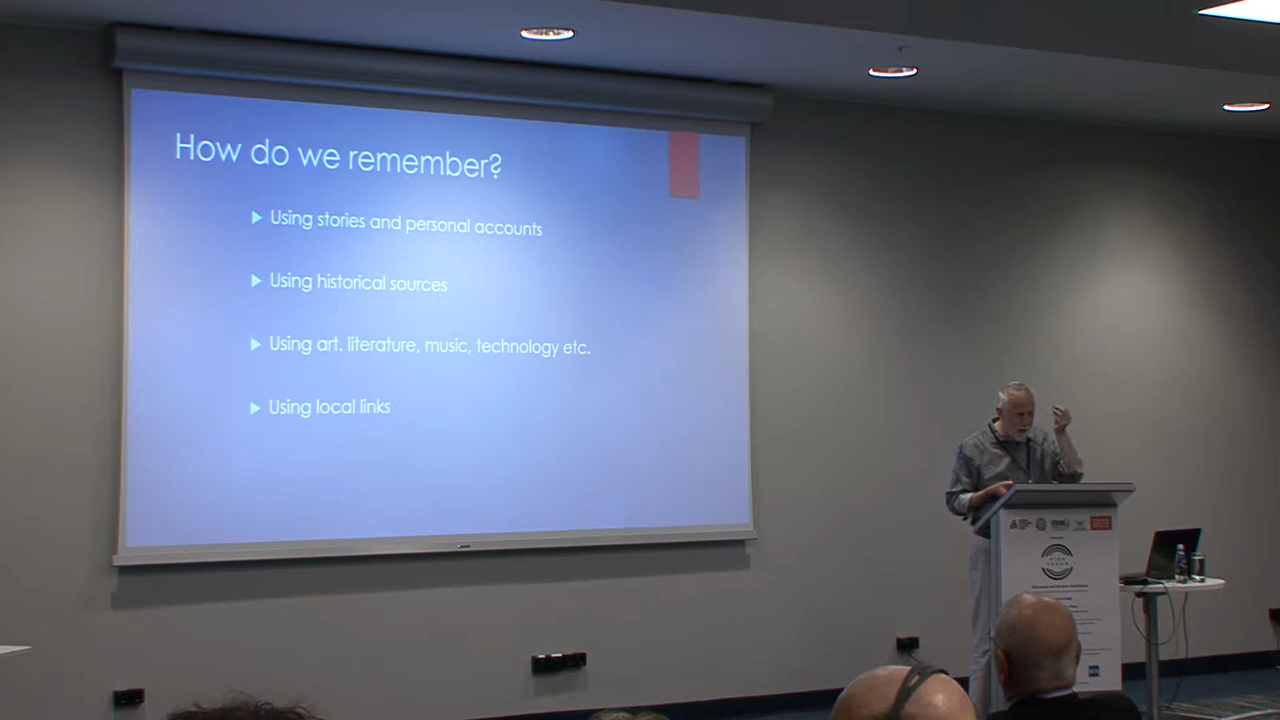 How do we remember?
Using stories and personal accounts
Using historical sources
Using art. literature, music, technology etc.
Using local links